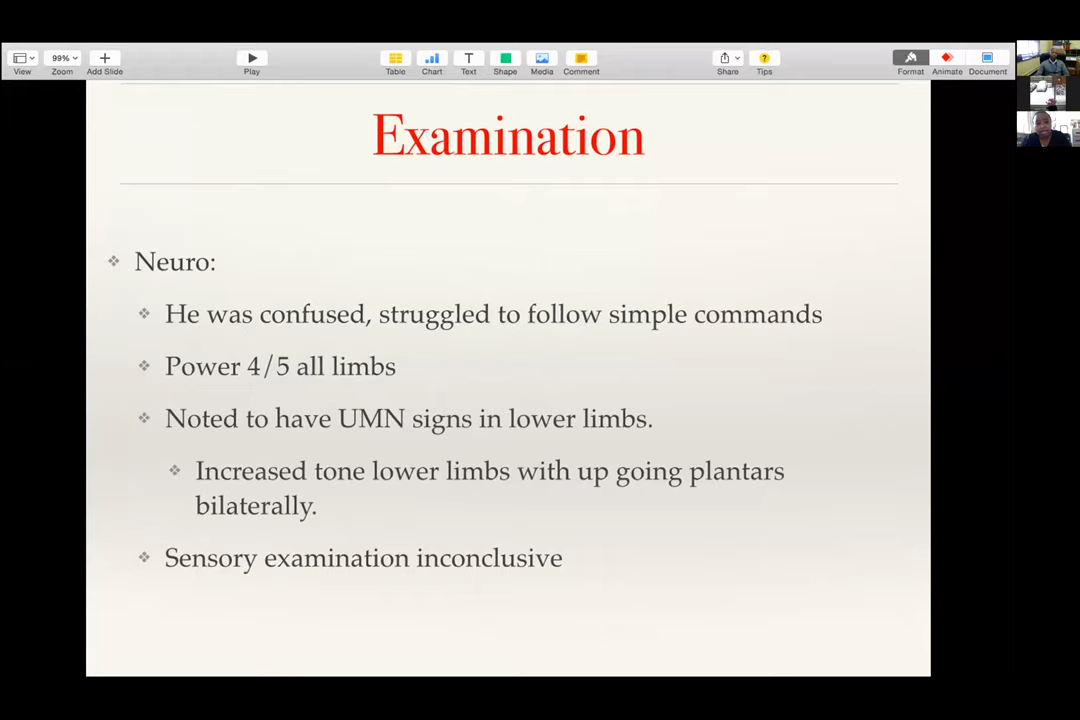 99%
View
Zoom
Add Slide
Play
Table
Chart
Text
Shape
Media
Comment
Share
Tips
Format
Animate
Document
Examination
Neuro:
He was confused, struggled to follow simple commands
Power 4/5 all limbs
Noted to have UMN signs in lower limbs.
Increased tone lower limbs with up going plantars
bilaterally.
Sensory examination inconclusive